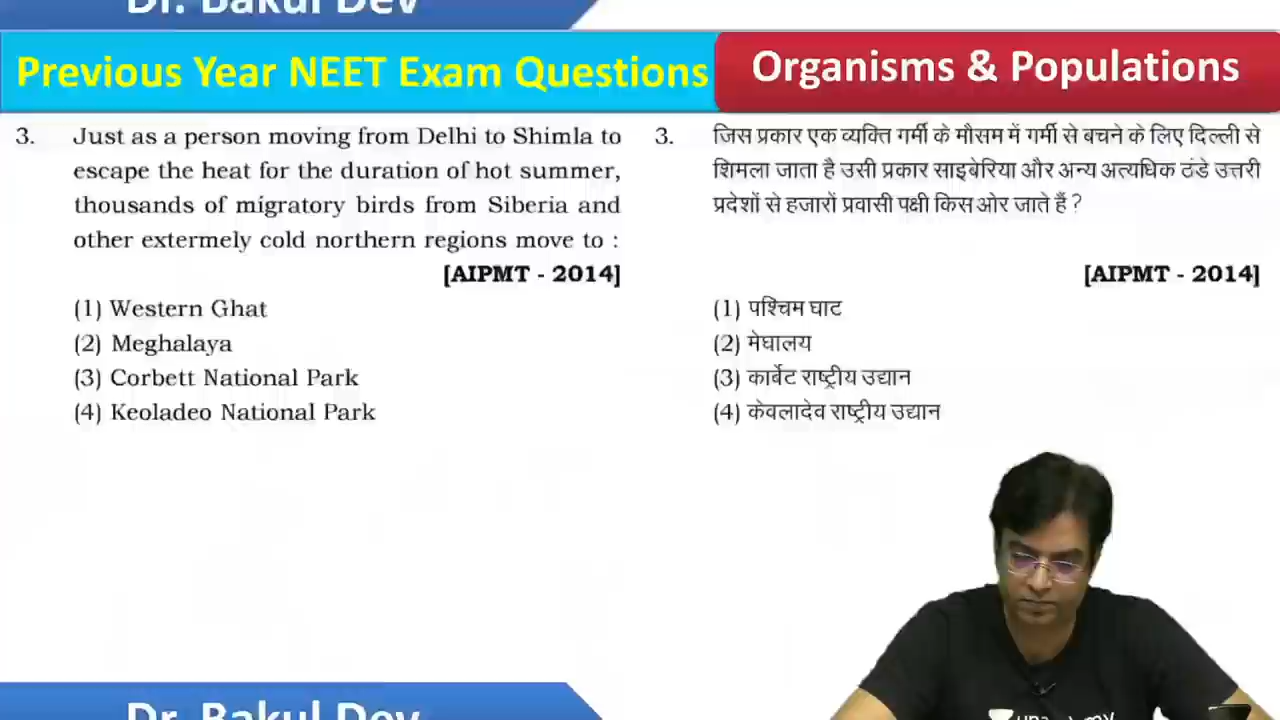 Dr. Bakul Dev
Previous Year NEET Exam Questions
Organisms & Populations
3. Just as a person moving from Delhi to Shimla to
escape the heat for the duration of hot summer,
thousands of migratory birds from Siberia and
other extermely cold northern regions move to :
[AIPMT - 2014]
(1) Western Ghat
(2) Meghalaya
(3) Corbett National Park
(4) Keoladeo National Park
3. जिस प्रकार एक व्यक्ति गर्मी के मौसम में गर्मी से बचने के लिए दिल्ली से
शिमला जाता है उसी प्रकार साइबेरिया और अन्य अत्यधिक ठंडे उत्तरी
प्रदेशों से हजारों प्रवासी पक्षी किस ओर जाते हैं ?
[AIPMT - 2014]
(1) पश्चिम घाट
(2) मेघालय
(3) कार्बेट राष्ट्रीय उद्यान
(4) केवलादेव राष्ट्रीय उद्यान
Dr. Bakul Dev